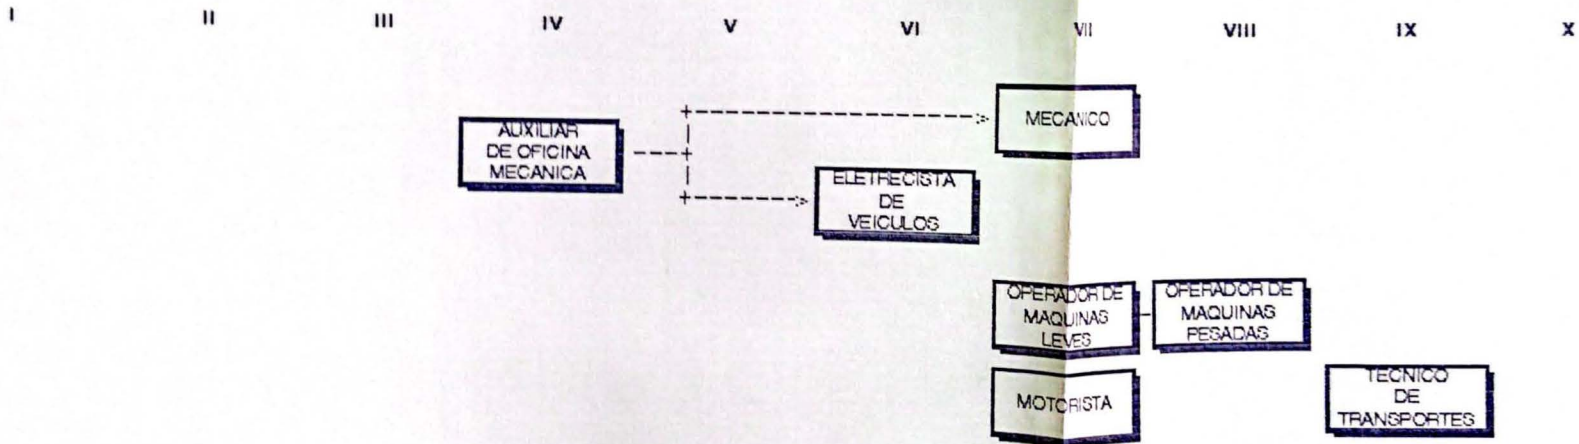 I II III IV V VI VII VIII IX X
MECANICO
AUXILIAR
DE OFICINA
MECANICA
ELETRECISTA
DE
VEICULOS
OPERADOR DE
MAQUINAS
LEVES
OPERADOR DE
MAQUINAS
PESADAS
MOTORISTA
TECNICO
DE
TRANSPORTES